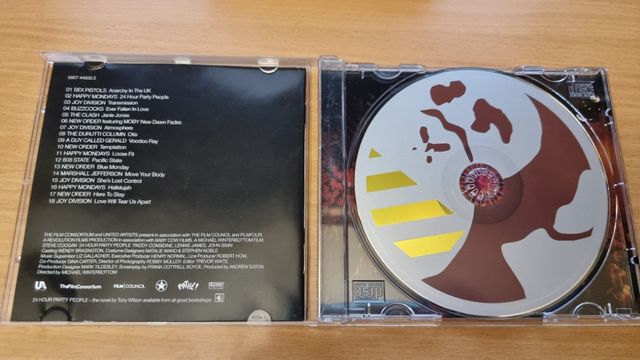 0927 44930 2
01 SEX PISTOLS Anarchy In The UK
02 HAPPY MONDAYS 24 Hour Party People
03 JOY DIVISION Transmission
04 BUZZCOCKS Ever Fallen In Love
05 THE CLASH Janie Jones
06 NEW ORDER featuring MOBY New Dawn Fades
07 JOY DIVISION Atmosphere
08 THE DURUTTI COLUMN Otis
09 A GUY CALLED GERALD Voodoo Ray
10 NEW ORDER Temptation
11 HAPPY MONDAYS Loose Fit
12 808 STATE Pacific State
13 NEW ORDER Blue Monday
14 MARSHALL JEFFERSON Move Your Body
15 JOY DIVISION She's Lost Control
16 HAPPY MONDAYS Hallelujah
17 NEW ORDER Here To Stay
18 JOY DIVISION Love Will Tear Us Apart
THE FILM CONSORTIUM and UNITED ARTISTS present in association with THE FILM COUNCIL and FILMFOUR,
A REVOLUTION FILMS PRODUCTION in association with BABY COW FILMS, A MICHAEL WINTERBOTTOM FILM,
STEVE COOGAN 24 HOUR PARTY PEOPLE PADDY CONSIDINE, LENNIE JAMES, JOHN SIMM
Casting WENDY BRAZINGTON, Costume Designers NATALIE WARD & STEPHEN NOBLE,
Music Supervisor LIZ GALLACHER, Executive Producer HENRY NORMAL, Line Producer ROBERT HOW,
Co-Producer GINA CARTER, Director of Photography ROBBY MÜLLER, Editor TREVOR WAITE,
Production Designer MARK TILDESLEY, Screenplay by FRANK COTTRELL BOYCE, Produced by ANDREW EATON
Directed by MICHAEL WINTERBOTTOM
UA TheFilmConsortium FILM COUNCIL PATHE! 4
24 HOUR PARTY PEOPLE - the novel by Tony Wilson available from all good bookshops